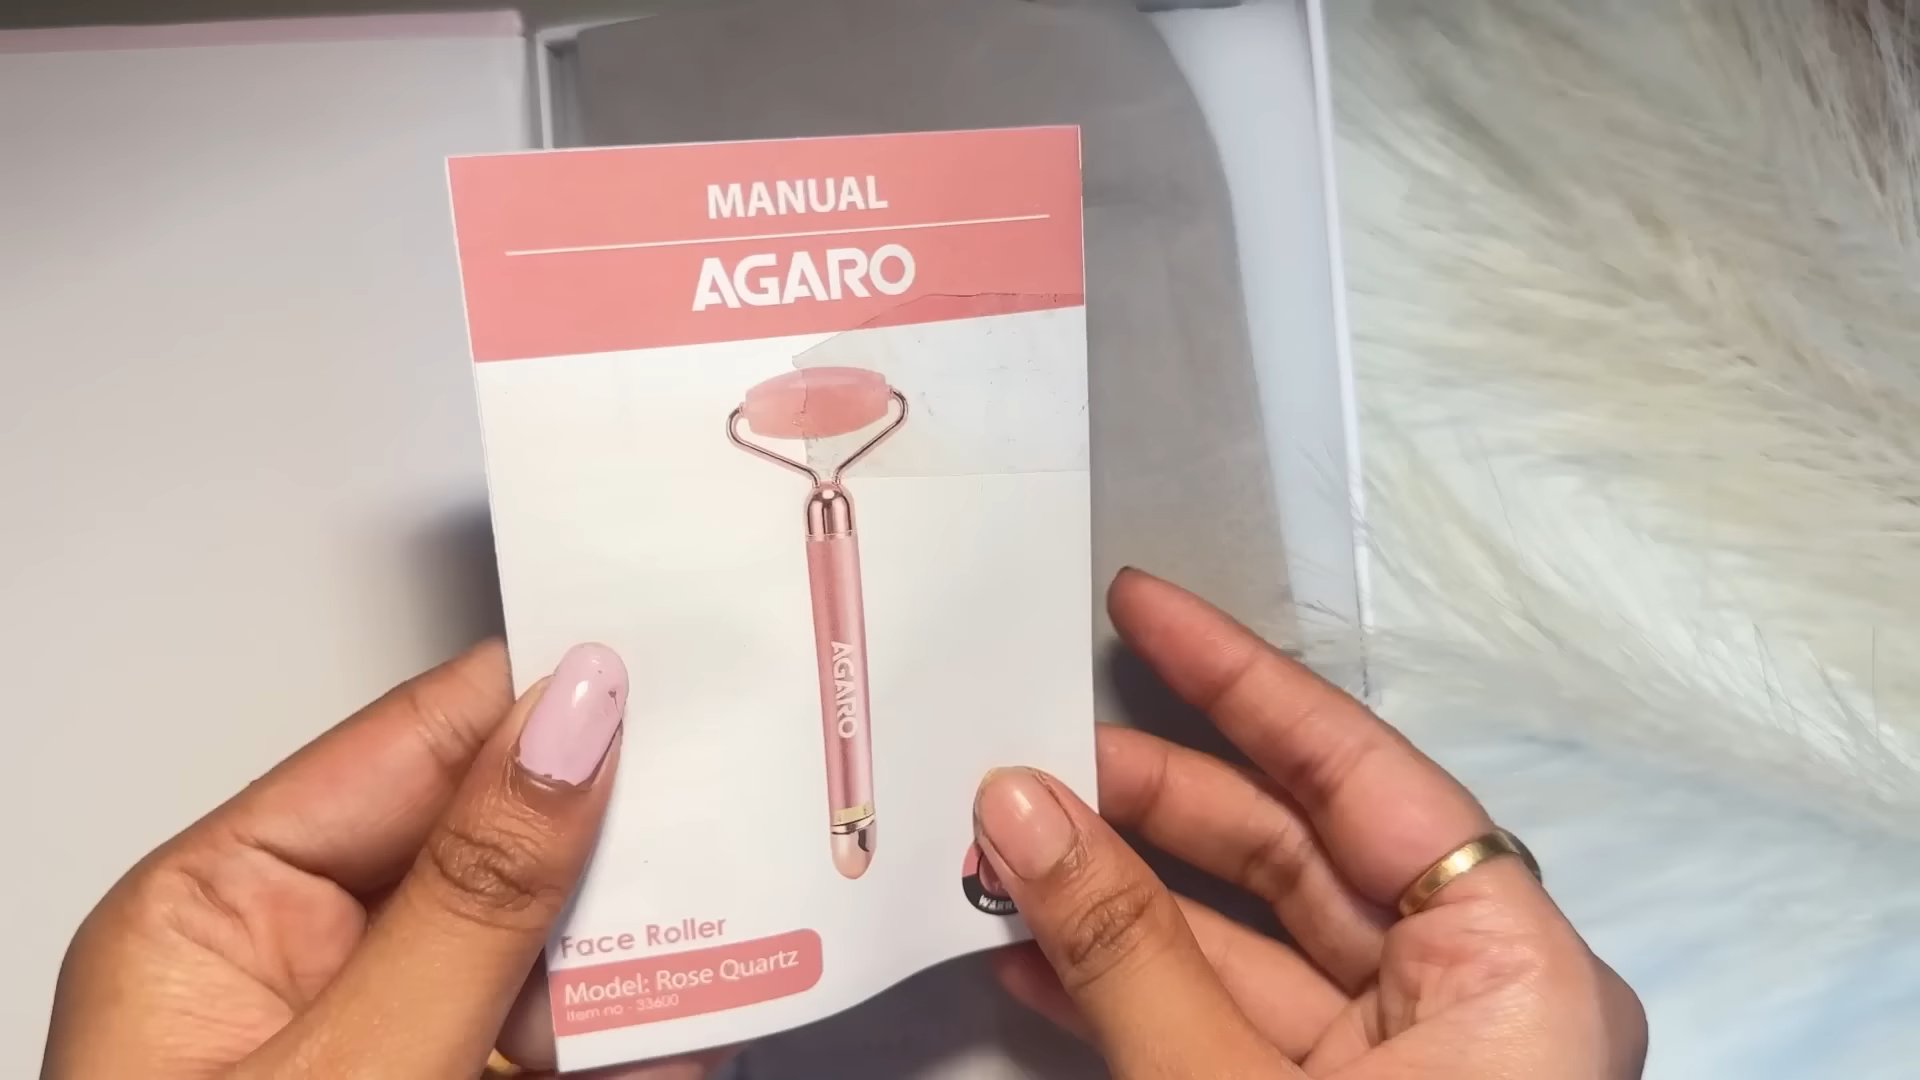 MANUAL
AGARO
AGARO
Face Roller
Model: Rose Quartz
Item no - 33600